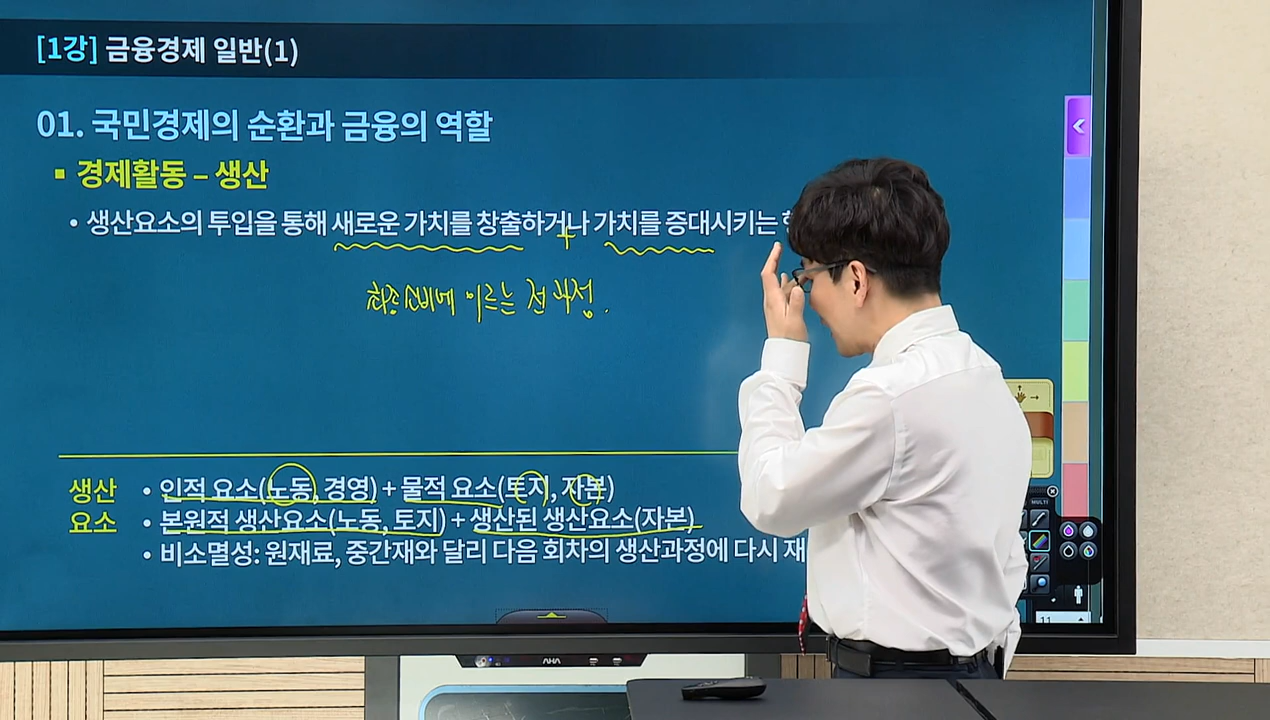 [1강] 금융경제 일반(1)
01. 국민경제의 순환과 금융의 역할
▪ 경제활동 – 생산
• 생산요소의 투입을 통해 새로운 가치를 창출하거나 가치를 증대시키는
+
최종소비에 이르는 전 과정.
생산 • 인적 요소(노동, 경영) + 물적 요소(토지, 자본)
요소 • 본원적 생산요소(노동, 토지) + 생산된 생산요소(자본)
• 비소멸성: 원재료, 중간재와 달리 다음 회차의 생산과정에 다시 재
MULTI
11
AHA